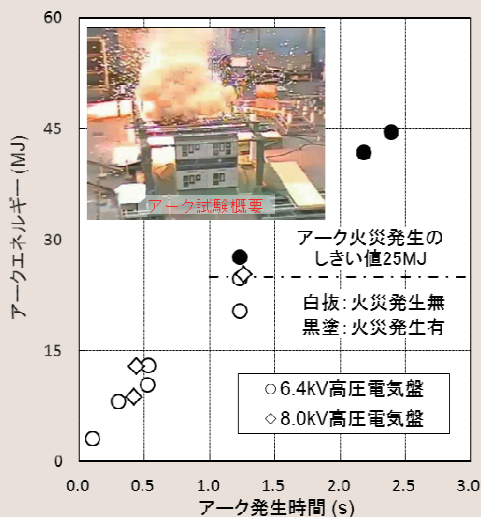 60
45
30
15
0
アークエネルギー (MJ)
アーク試験概要
アーク火災発生の
しきい値25MJ
白抜：火災発生無
黒塗：火災発生有
○6.4kV高圧電気盤
◇8.0kV高圧電気盤
0.0 0.5 1.0 1.5 2.0 2.5 3.0
アーク発生時間 (s)